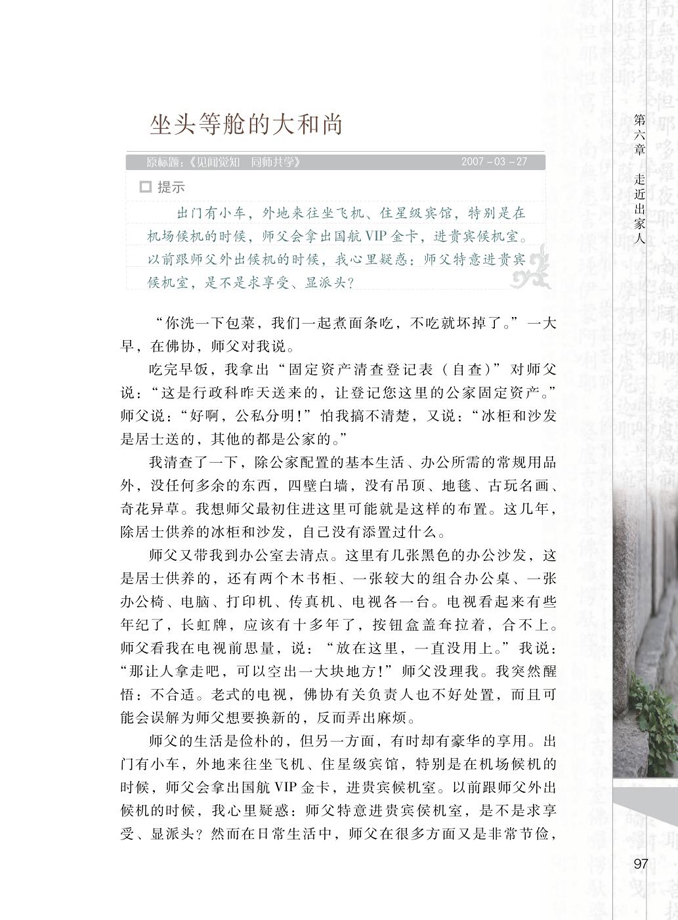 坐头等舱的大和尚
原标题：《见闻觉知　同师共学》　2007－03－27
提示
出门有小车，外地来往坐飞机、住星级宾馆，特别是在
机场候机的时候，师父会拿出国航 VIP 金卡，进贵宾候机室。
以前跟师父外出候机的时候，我心里疑惑：师父特意进贵宾
候机室，是不是求享受、显派头？
“你洗一下包菜，我们一起煮面条吃，不吃就坏掉了。”一大
早，在佛协，师父对我说。
吃完早饭，我拿出“固定资产清查登记表（自查）”对师父
说：“这是行政科昨天送来的，让登记您这里的公家固定资产。”
师父说：“好啊，公私分明！”怕我搞不清楚，又说：“冰柜和沙发
是居士送的，其他的都是公家的。”
我清查了一下，除公家配置的基本生活、办公所需的常规用品
外，没任何多余的东西，四壁白墙，没有吊顶、地毯、古玩名画、
奇花异草。我想师父最初住进这里可能就是这样的布置。这几年，
除居士供养的冰柜和沙发，自己没有添置过什么。
师父又带我到办公室去清点。这里有几张黑色的办公沙发，这
是居士供养的，还有两个木书柜、一张较大的组合办公桌、一张
办公椅、电脑、打印机、传真机、电视各一台。电视看起来有些
年纪了，长虹牌，应该有十多年了，按钮盒盖耷拉着，合不上。
师父看我在电视前思量，说：“放在这里，一直没用上。”我说：
“那让人拿走吧，可以空出一大块地方！”师父没理我。我突然醒
悟：不合适。老式的电视，佛协有关负责人也不好处置，而且可
能会误解为师父想要换新的，反而弄出麻烦。
师父的生活是俭朴的，但另一方面，有时却有豪华的享用。出
门有小车，外地来往坐飞机、住星级宾馆，特别是在机场候机的
时候，师父会拿出国航 VIP 金卡，进贵宾候机室。以前跟师父外出
候机的时候，我心里疑惑：师父特意进贵宾侯机室，是不是求享
受、显派头？然而在日常生活中，师父在很多方面又是非常节俭，
第六章　走近出家人
97